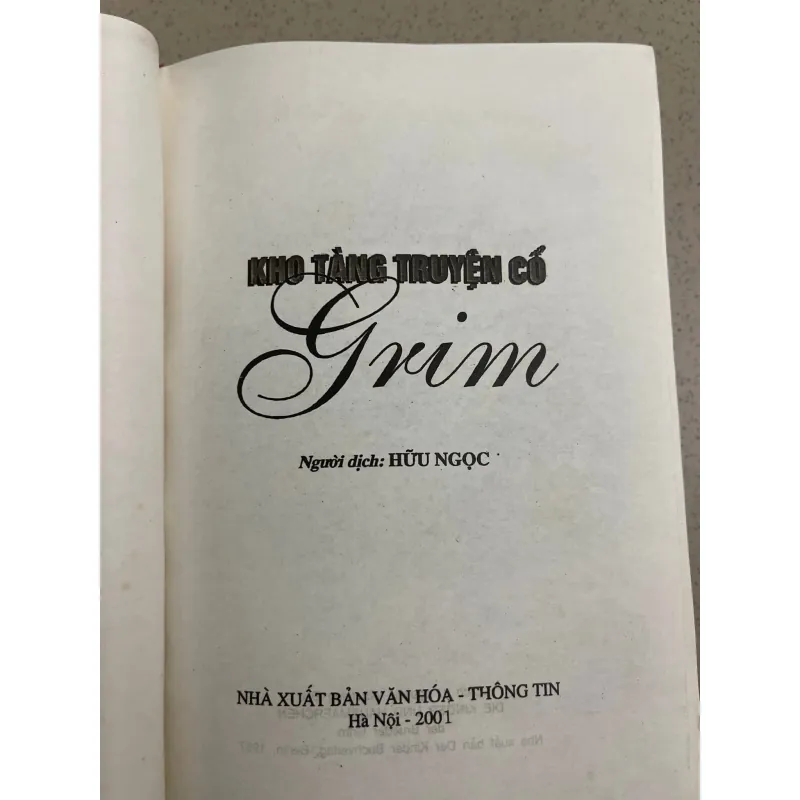 KHO TÀNG TRUYỆN CỔ
Grim
Người dịch: HỮU NGỌC
NHÀ XUẤT BẢN VĂN HÓA - THÔNG TIN
Hà Nội - 2001